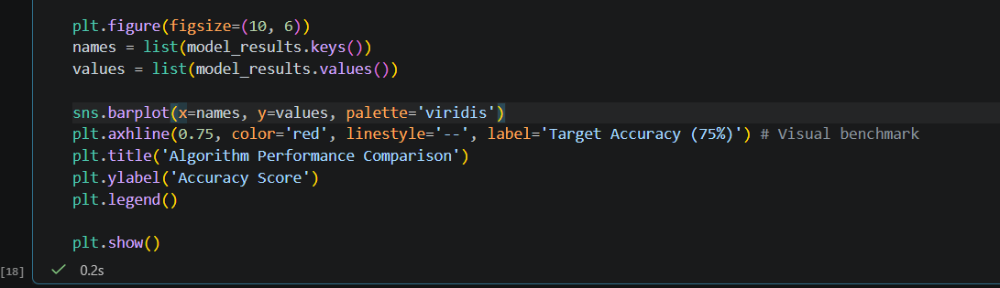 plt.figure(figsize=(10, 6))
names = list(model_results.keys())
values = list(model_results.values())
sns.barplot(x=names, y=values, palette='viridis')
plt.axhline(0.75, color='red', linestyle='--', label='Target Accuracy (75%)') # Visual benchmark
plt.title('Algorithm Performance Comparison')
plt.ylabel('Accuracy Score')
plt.legend()
plt.show()
[18] 0.2s